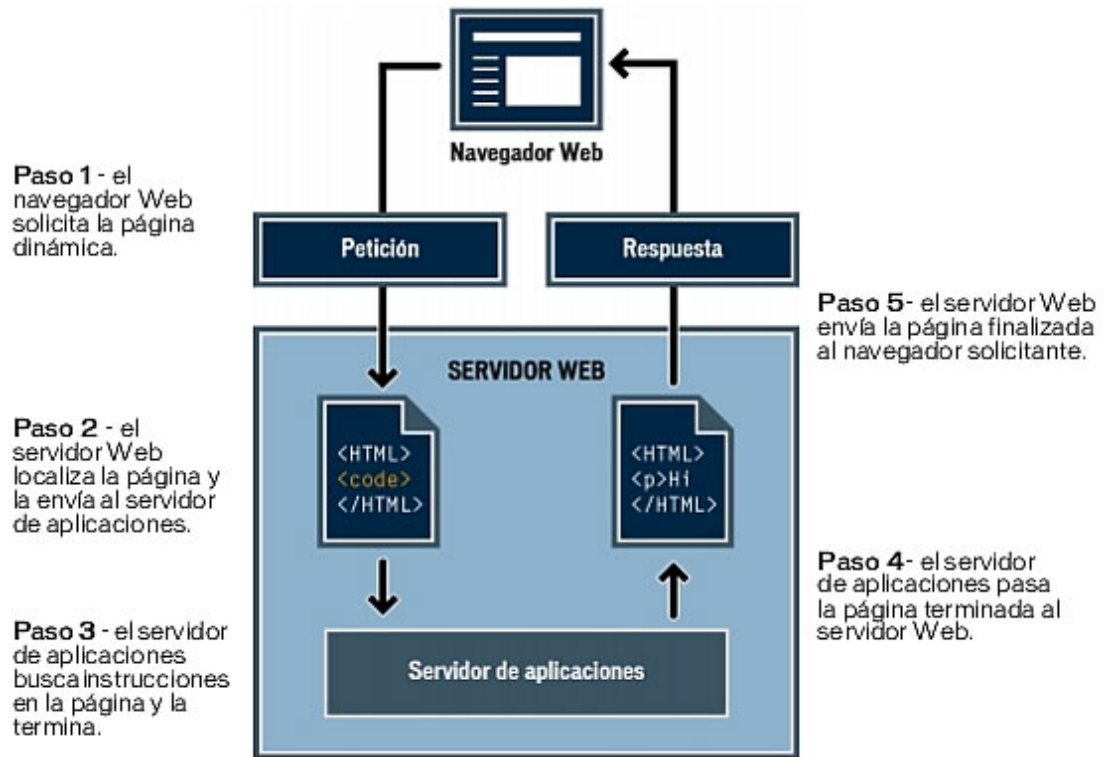 Navegador Web
Paso 1 - el
navegador Web
solicita la página
dinámica.
Petición
Respuesta
Paso 5- el servidor Web
envía la página finalizada
al navegador solicitante.
SERVIDOR WEB
Paso 2 - el
servidor Web
localiza la página y
la envía al servidor
de aplicaciones.
<HTML>
<code>
</HTML>
<HTML>
<p>Hi
</HTML>
Paso 4- el servidor
de aplicaciones pasa
la página terminada al
servidor Web.
Paso 3 - el servidor
de aplicaciones
busca instrucciones
en la página y la
termina.
Servidor de aplicaciones